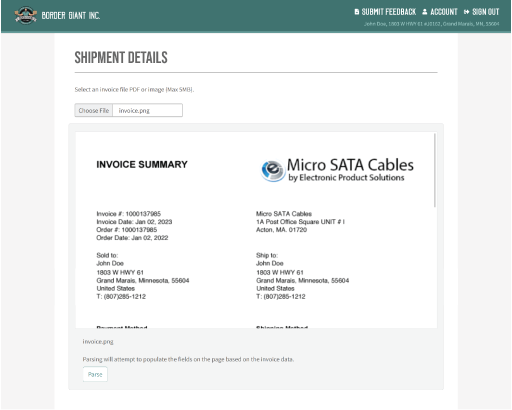 BORDER GIANT INC.
SUBMIT FEEDBACK ACCOUNT SIGN OUT
John Doe, 1803 W HWY 61 #J2102, Grand Marais, MN, 55604
SHIPMENT DETAILS
Select an invoice file PDF or image (Max 5MB).
Choose File invoice.png
INVOICE SUMMARY
Micro SATA Cables
by Electronic Product Solutions
Invoice #: 1000137985
Invoice Date: Jan 02, 2023
Order #: 1000137985
Order Date: Jan 02, 2022
Micro SATA Cables
1A Post Office Square UNIT # I
Acton, MA. 01720
Sold to:
John Doe
1803 W HWY 61
Grand Marais, Minnesota, 55604
United States
T: (807)285-1212
Ship to:
John Doe
1803 W HWY 61
Grand Marais, Minnesota, 55604
United States
T: (807)285-1212
Payment Method
Shipping Method
invoice.png
Parsing will attempt to populate the fields on the page based on the invoice data.
Parse